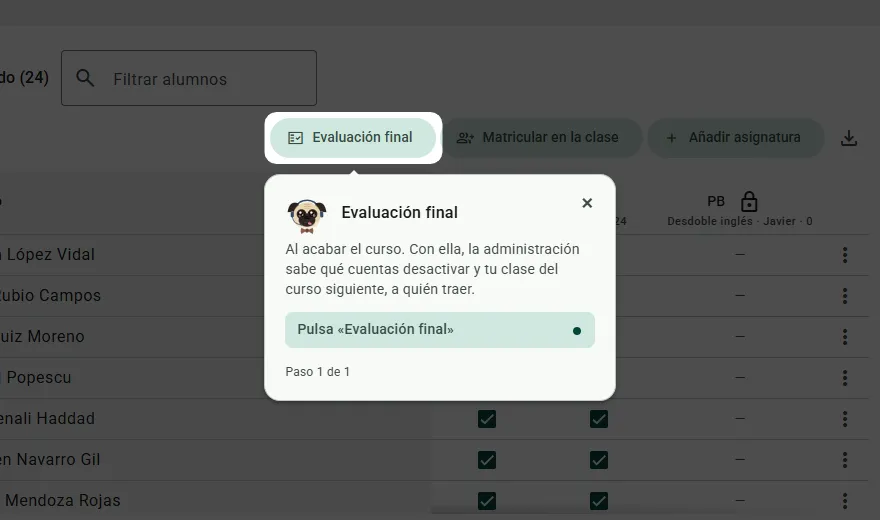 do (24)
Filtrar alumnos
Evaluación final
Matricular en la clase
Añadir asignatura
Evaluación final
Al acabar el curso. Con ella, la administración
sabe qué cuentas desactivar y tu clase del
curso siguiente, a quién traer.
Pulsa «Evaluación final»
Paso 1 de 1
PB
24
Desdoble inglés · Javier · 0
López Vidal
ubio Campos
uiz Moreno
Popescu
enali Haddad
en Navarro Gil
Mendoza Rojas